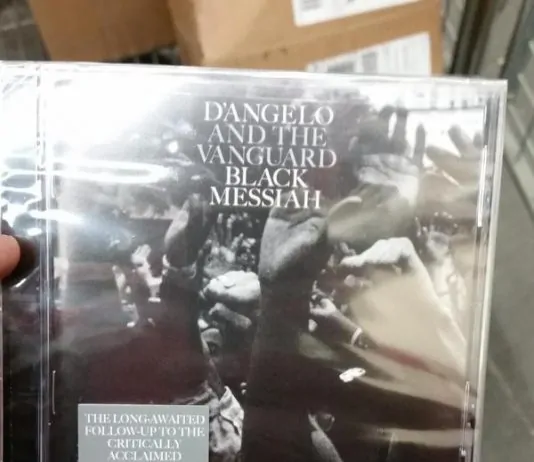 D'ANGELO
AND THE
VANGUARD
BLACK
MESSIAH
THE LONG-AWAITED
FOLLOW-UP TO THE
CRITICALLY
ACCLAIMED